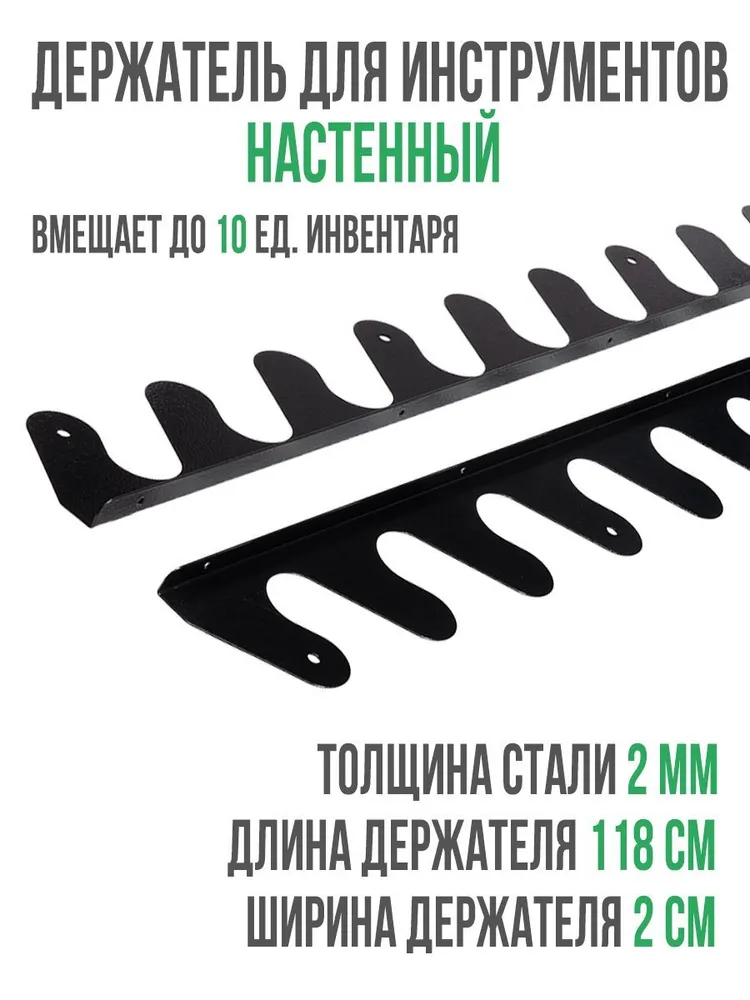 ДЕРЖАТЕЛЬ ДЛЯ ИНСТРУМЕНТОВ
НАСТЕННЫЙ
ВМЕЩАЕТ ДО 10 ЕД. ИНВЕНТАРЯ
ТОЛЩИНА СТАЛИ 2 ММ
ДЛИНА ДЕРЖАТЕЛЯ 118 СМ
ШИРИНА ДЕРЖАТЕЛЯ 2 СМ